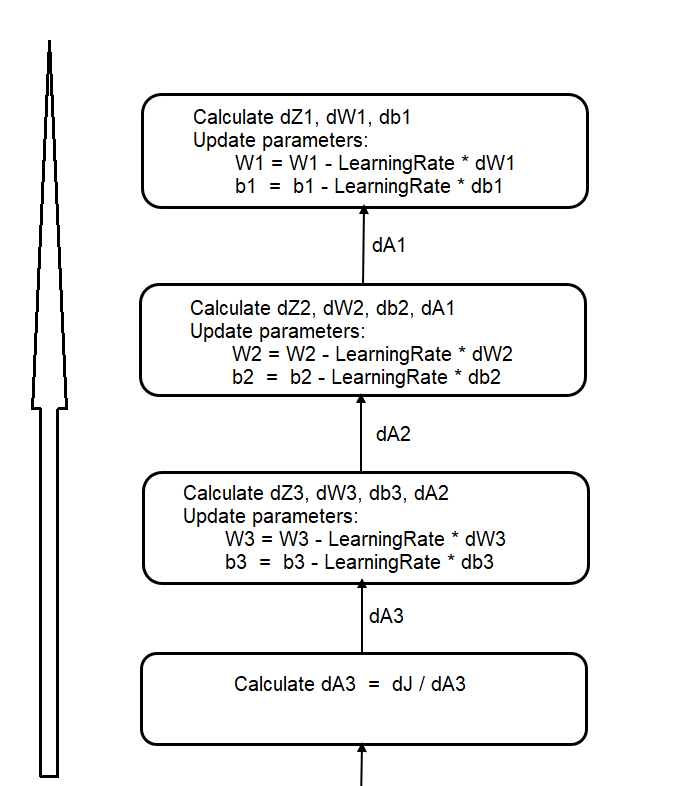 Calculate dZ1, dW1, db1
Update parameters:
W1 = W1 - LearningRate * dW1
b1 = b1 - LearningRate * db1
dA1
Calculate dZ2, dW2, db2, dA1
Update parameters:
W2 = W2 - LearningRate * dW2
b2 = b2 - LearningRate * db2
dA2
Calculate dZ3, dW3, db3, dA2
Update parameters:
W3 = W3 - LearningRate * dW3
b3 = b3 - LearningRate * db3
dA3
Calculate dA3 = dJ / dA3